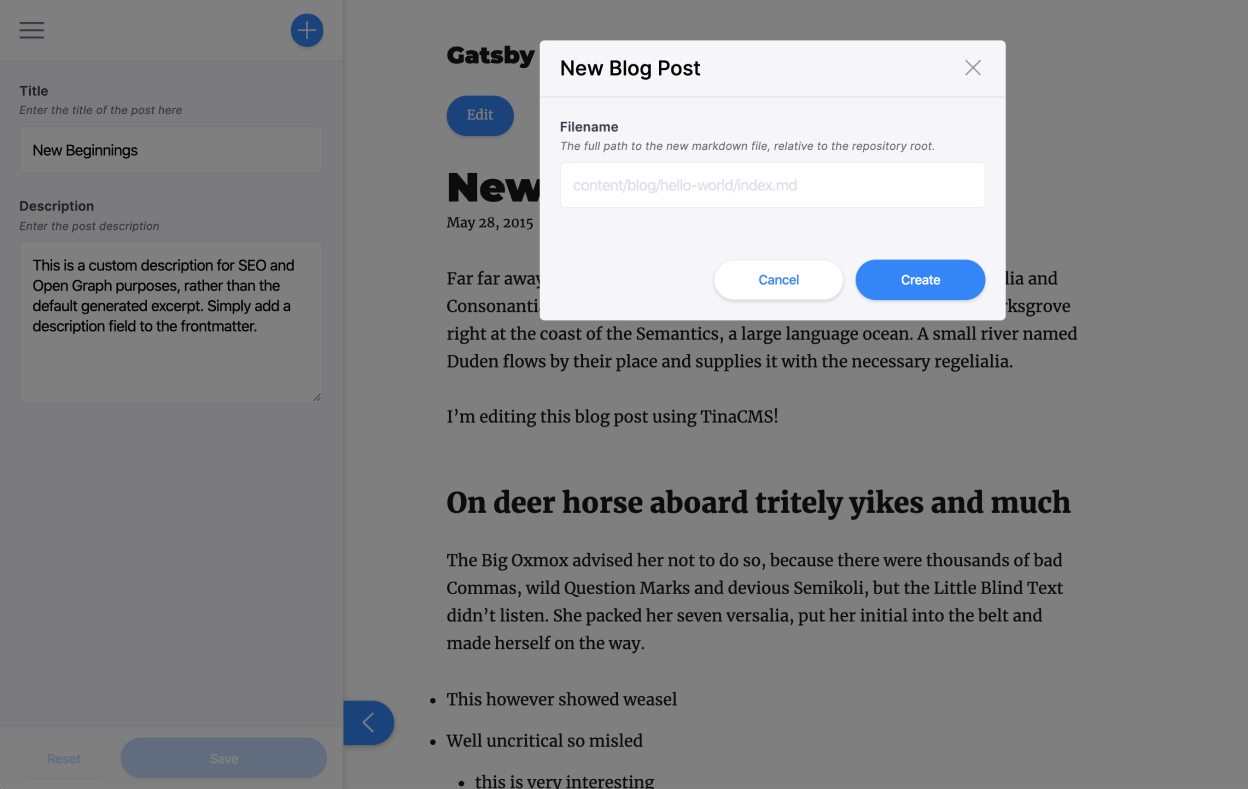 Title
Enter the title of the post here
New Beginnings
Description
Enter the post description
This is a custom description for SEO and
Open Graph purposes, rather than the
default generated excerpt. Simply add a
description field to the frontmatter.
Reset
Save
Gatsby
Edit
New
May 28, 2015
New Blog Post
Filename
The full path to the new markdown file, relative to the repository root.
content/blog/hello-world/index.md
Cancel
Create
Far far away
and
right at the coast of the Semantics, a large language ocean. A small river named
Duden flows by their place and supplies it with the necessary regelialia.
I’m editing this blog post using TinaCMS!
On deer horse aboard tritely yikes and much
The Big Oxmox advised her not to do so, because there were thousands of bad
Commas, wild Question Marks and devious Semikoli, but the Little Blind Text
didn’t listen. She packed her seven versalia, put her initial into the belt and
made herself on the way.
• This however showed weasel
• Well uncritical so misled
• this is very interesting